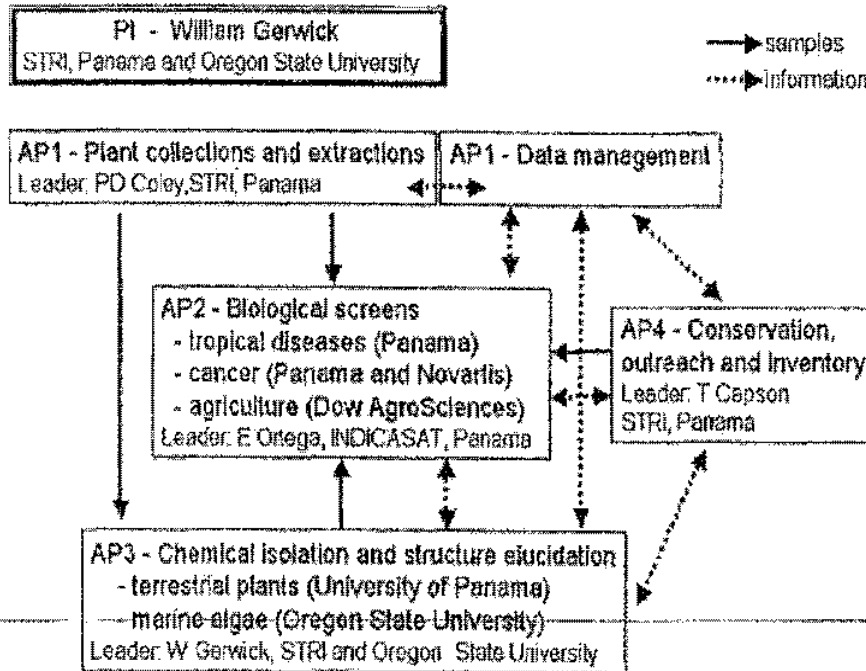 PI - William Gerwick
STRI, Panama and Oregon State University
samples
information
AP1 - Plant collections and extractions
Leader: PD Coley, STRI, Panama
AP1 - Data management
AP2 - Biological screens
- tropical diseases (Panama)
- cancer (Panama and Novartis)
- agriculture (Dow AgroSciences)
Leader: E Ortega, INDICASAT, Panama
AP4 - Conservation,
outreach and inventory
Leader: T Capson
STRI, Panama
AP3 - Chemical isolation and structure elucidation
- terrestrial plants (University of Panama)
- marine algae (Oregon State University)
Leader: W Gerwick, STRI and Oregon State University